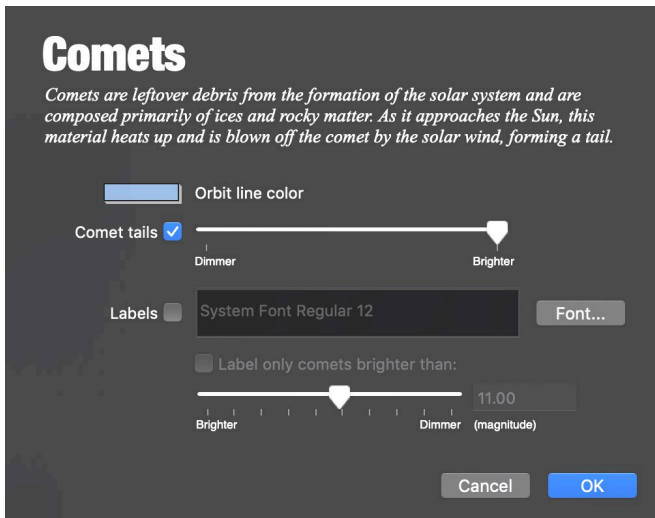 Comets
Comets are leftover debris from the formation of the solar system and are
composed primarily of ices and rocky matter. As it approaches the Sun, this
material heats up and is blown off the comet by the solar wind, forming a tail.
Orbit line color
Comet tails
Dimmer Brighter
Labels System Font Regular 12 Font...
Label only comets brighter than:
11.00
Brighter Dimmer (magnitude)
Cancel OK